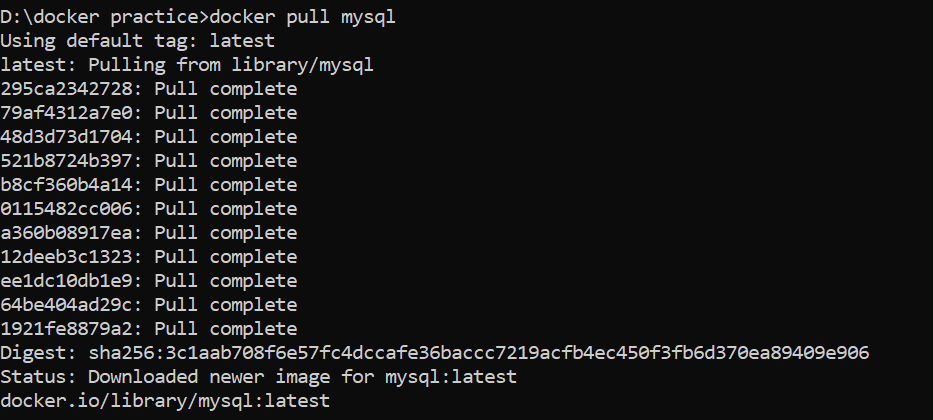 D:\docker practice>docker pull mysql
Using default tag: latest
latest: Pulling from library/mysql
295ca2342728: Pull complete
79af4312a7e0: Pull complete
48d3d73d1704: Pull complete
521b8724b397: Pull complete
b8cf360b4a14: Pull complete
0115482cc006: Pull complete
a360b08917ea: Pull complete
12deeb3c1323: Pull complete
ee1dc10db1e9: Pull complete
64be404ad29c: Pull complete
1921fe8879a2: Pull complete
Digest: sha256:3c1aab708f6e57fc4dccafe36baccc7219acfb4ec450f3fb6d370ea89409e906
Status: Downloaded newer image for mysql:latest
docker.io/library/mysql:latest